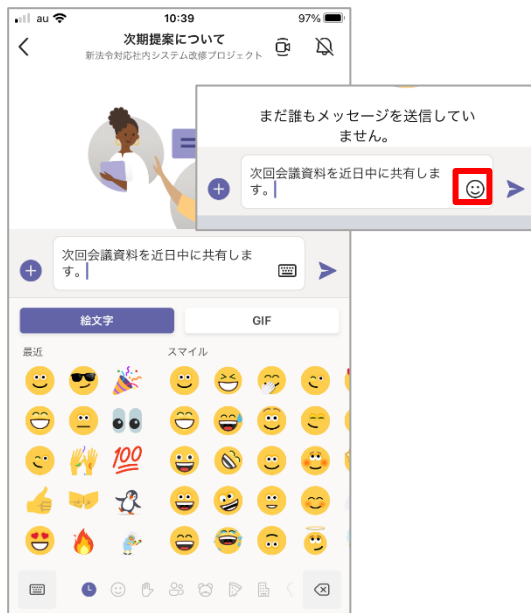 au
10:39
97%
次期提案について
新法令対応社内システム改修プロジェクト
まだ誰もメッセージを送信してい
ません。
次回会議資料を近日中に共有しま
す。
次回会議資料を近日中に共有しま
す。
絵文字
GIF
最近
スマイル
100